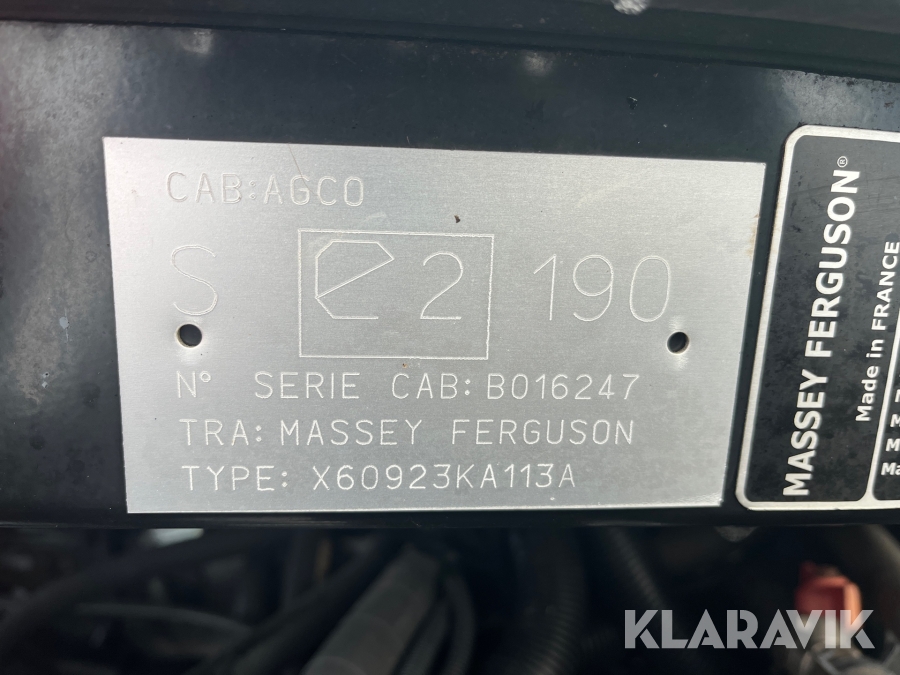 CAB:AGCO
S e2 190
N° SERIE CAB:B016247
TRA:MASSEY FERGUSON
TYPE: X60923KA113A
MASSEY FERGUSON®
Made in FRANCE
KLARAVIK